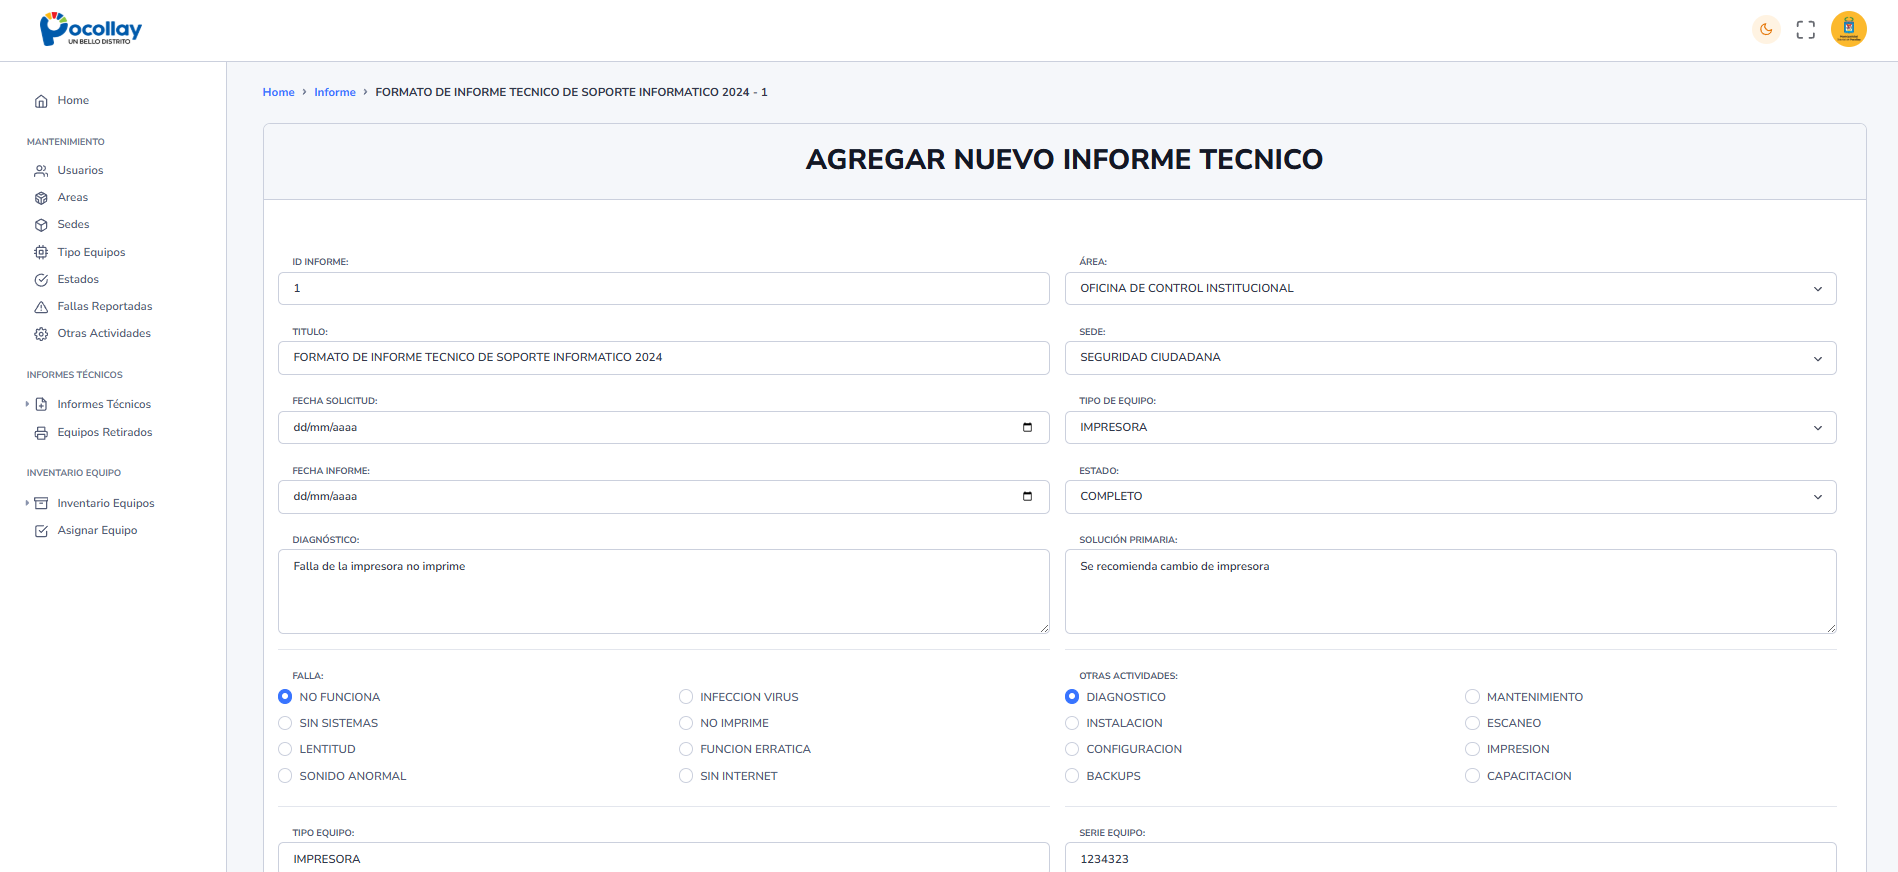 Pocollay
UN BELLO DISTRITO
Home
MANTENIMIENTO
Usuarios
Areas
Sedes
Tipo Equipos
Estados
Fallas Reportadas
Otras Actividades
INFORMES TÉCNICOS
Informes Técnicos
Equipos Retirados
INVENTARIO EQUIPO
Inventario Equipos
Asignar Equipo
Home > Informe > FORMATO DE INFORME TECNICO DE SOPORTE INFORMATICO 2024 - 1
AGREGAR NUEVO INFORME TECNICO
ID INFORME:
1
ÁREA:
OFICINA DE CONTROL INSTITUCIONAL
TITULO:
FORMATO DE INFORME TECNICO DE SOPORTE INFORMATICO 2024
SEDE:
SEGURIDAD CIUDADANA
FECHA SOLICITUD:
dd/mm/aaaa
TIPO DE EQUIPO:
IMPRESORA
FECHA INFORME:
dd/mm/aaaa
ESTADO:
COMPLETO
DIAGNÓSTICO:
Falla de la impresora no imprime
SOLUCIÓN PRIMARIA:
Se recomienda cambio de impresora
FALLA:
NO FUNCIONA
INFECCION VIRUS
SIN SISTEMAS
NO IMPRIME
LENTITUD
FUNCION ERRATICA
SONIDO ANORMAL
SIN INTERNET
OTRAS ACTIVIDADES:
DIAGNOSTICO
MANTENIMIENTO
INSTALACION
ESCANEO
CONFIGURACION
IMPRESION
BACKUPS
CAPACITACION
TIPO EQUIPO:
IMPRESORA
SERIE EQUIPO:
1234323